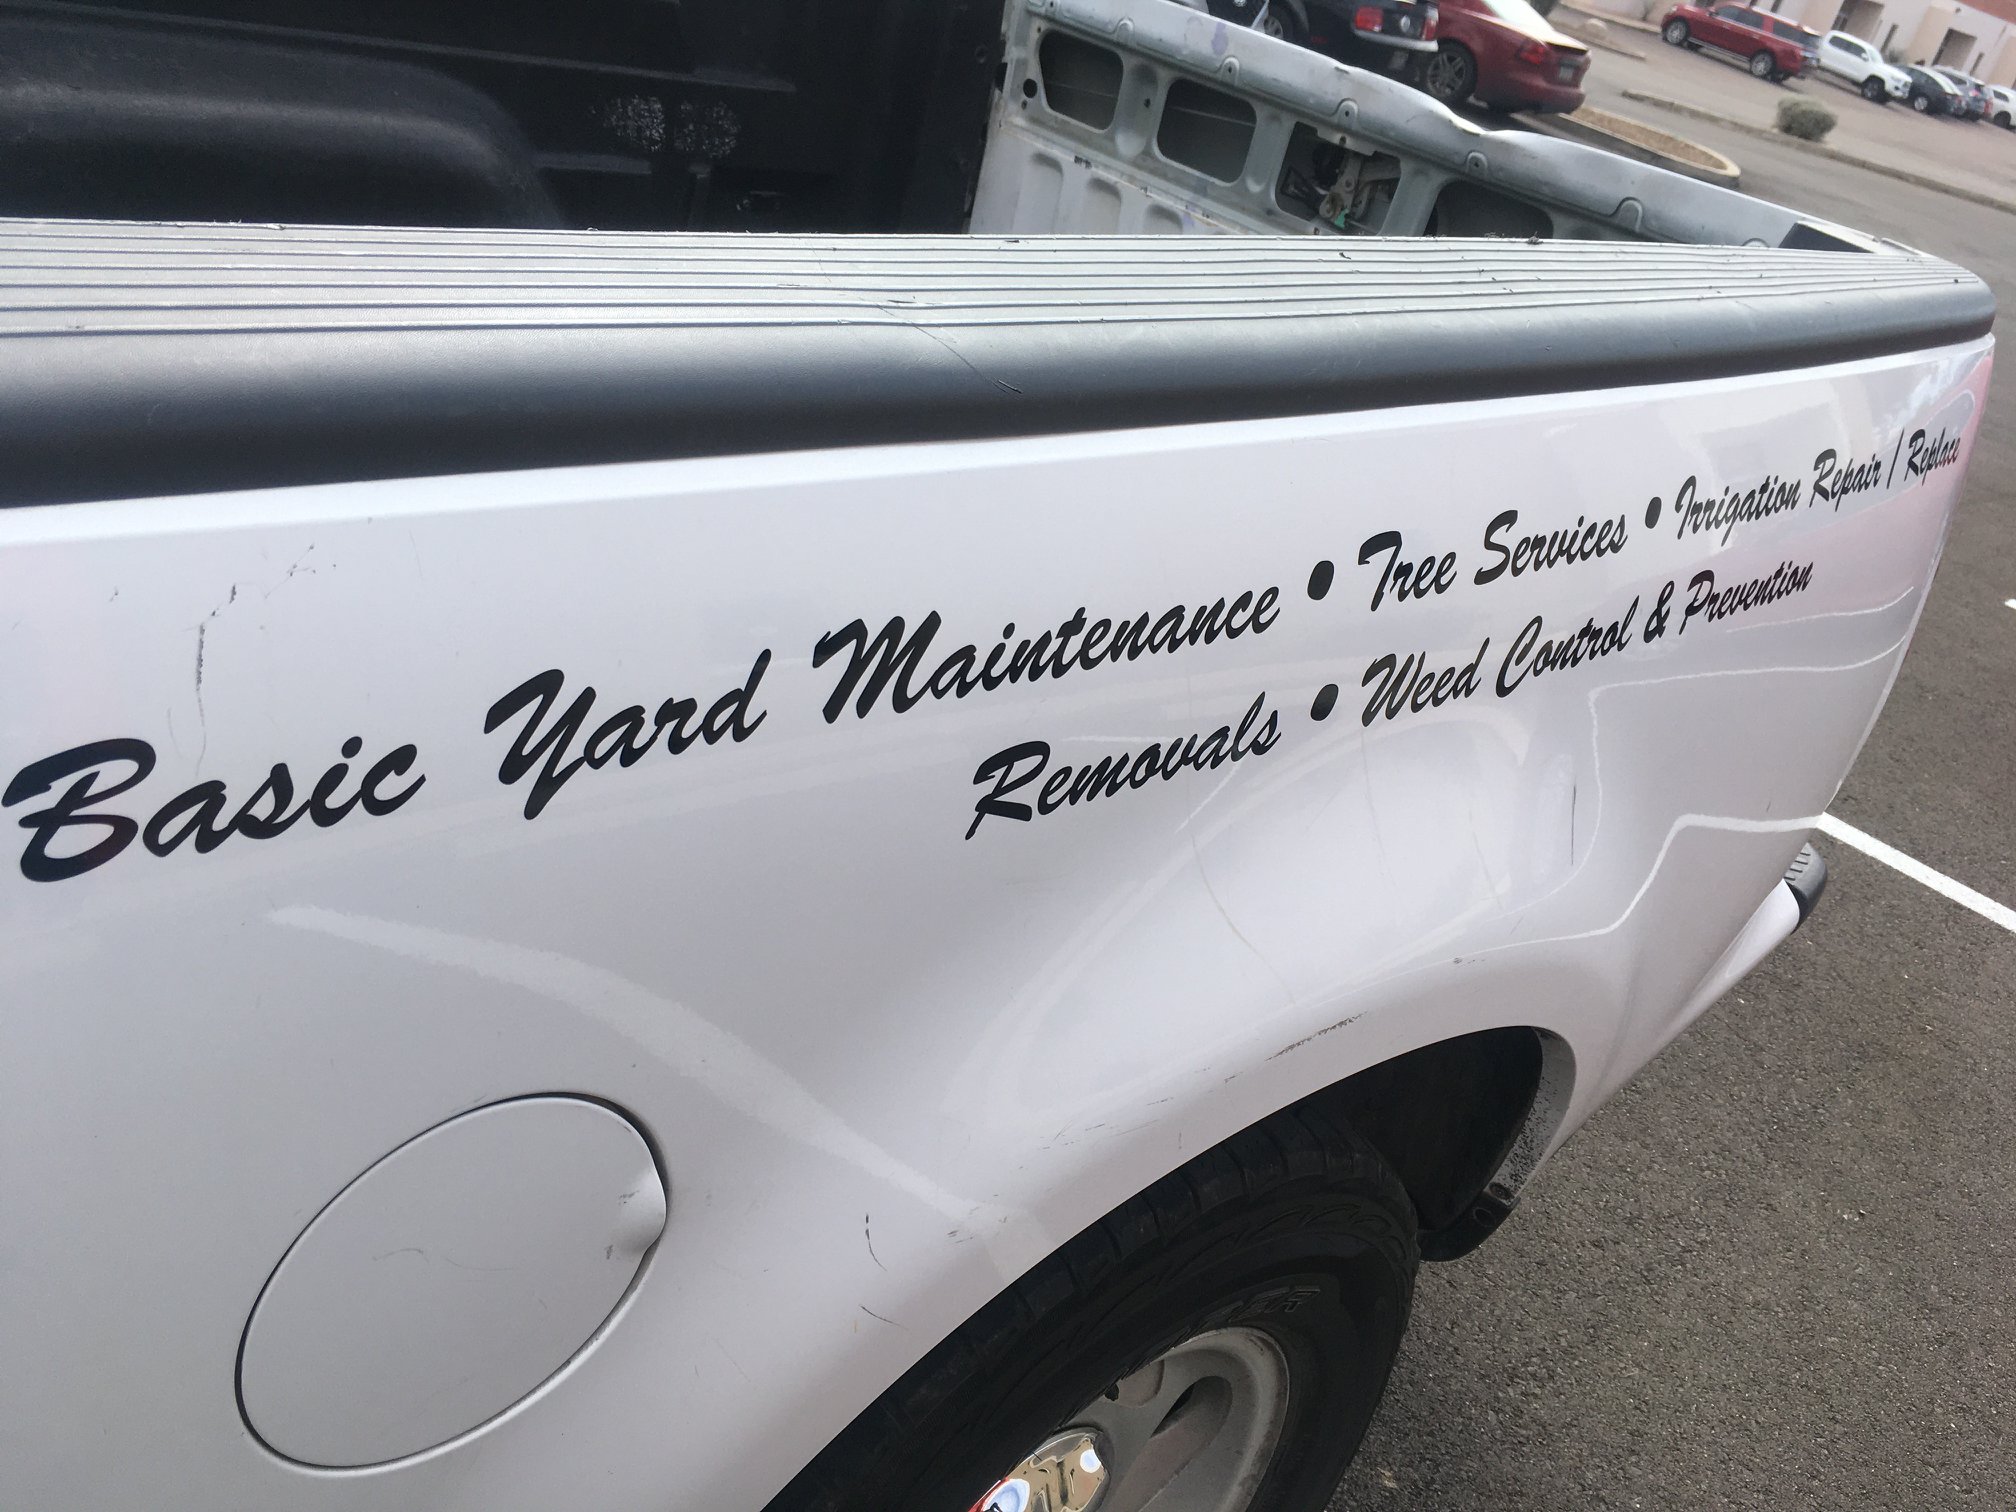 Basic Yard Maintenance • Tree Services • Irrigation Repair / Replace
Removals • Weed Control & Prevention